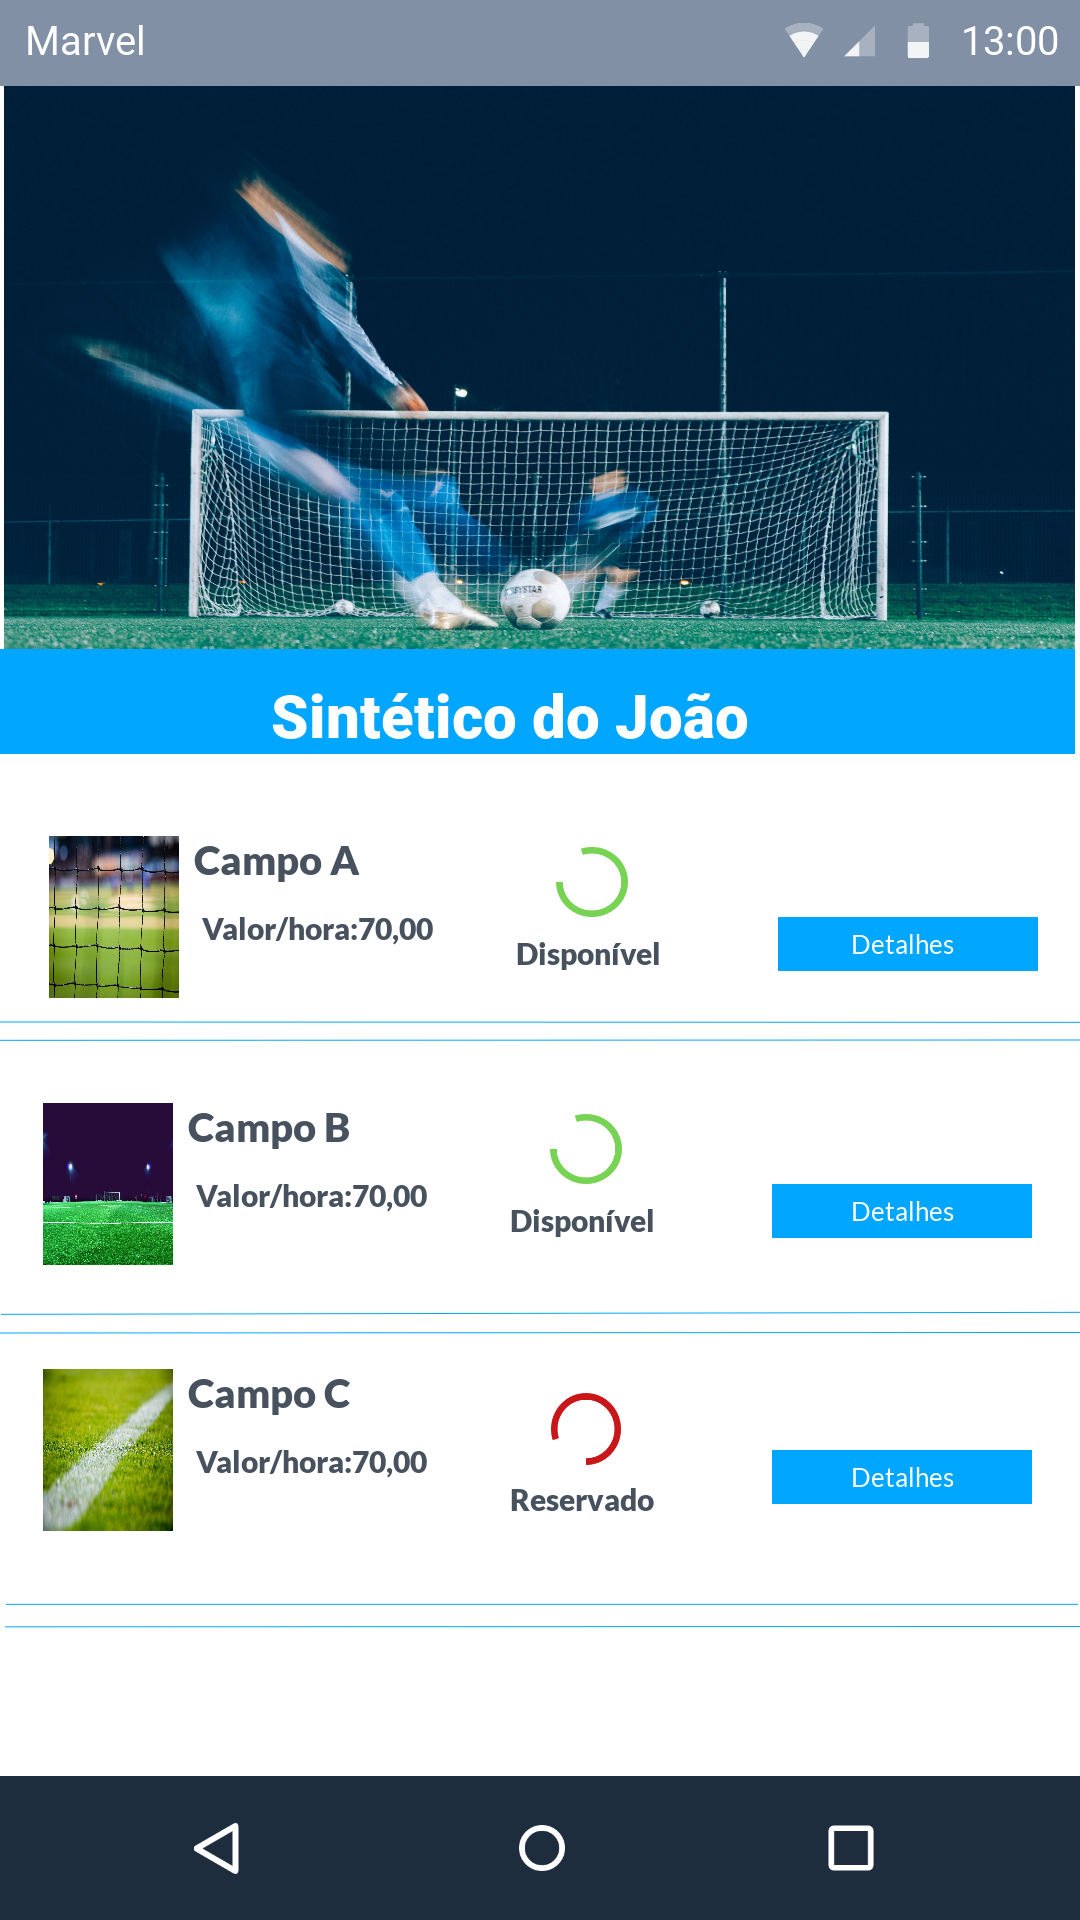 Marvel 13:00
Sintético do João
Campo A
Valor/hora:70,00
Disponível
Detalhes
Campo B
Valor/hora:70,00
Disponível
Detalhes
Campo C
Valor/hora:70,00
Reservado
Detalhes